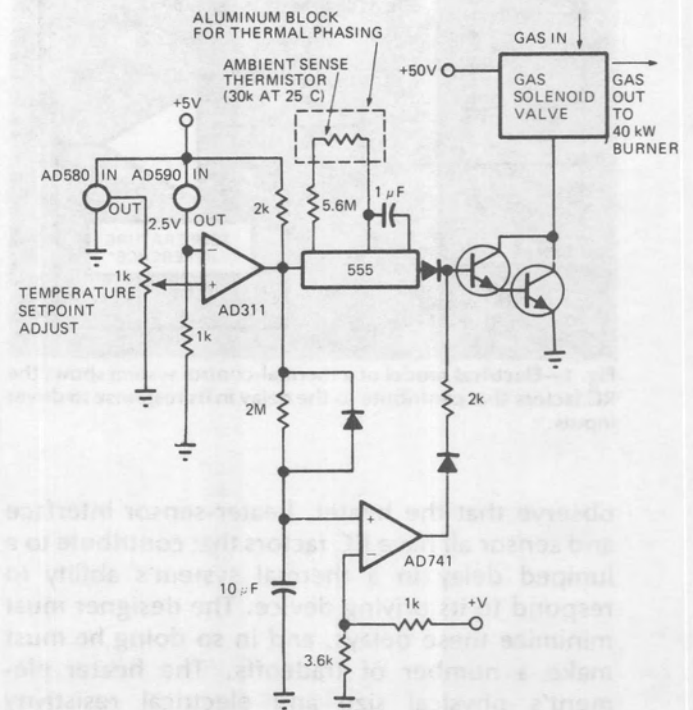 ALUMINUM BLOCK
FOR THERMAL PHASING
AMBIENT SENSE
THERMISTOR
(30k AT 25 C)
GAS IN
+50V
GAS
SOLENOID
VALVE
GAS
OUT
TO
40 kW
BURNER
+5V
AD580
IN
AD590
IN
OUT
2.5V
OUT
2k
5.6M
1 μF
−
+
AD311
555
1k
TEMPERATURE
SETPOINT
ADJUST
1k
2M
2k
+
−
AD741
10 μF
1k
+V
3.6k
Fig. 1—Electrical model of a thermal-control system shows the
RC factors that contribute to the delay in its response to driver
inputs.
observe that the heater, heater-sensor interface
and sensor all have RC factors that contribute to a
lumped delay in a thermal system's ability to
respond to its driving device. The designer must
minimize these delays, and in so doing he must
make a number of tradeoffs. The heater ele-
ment's physical size and electrical resistivity